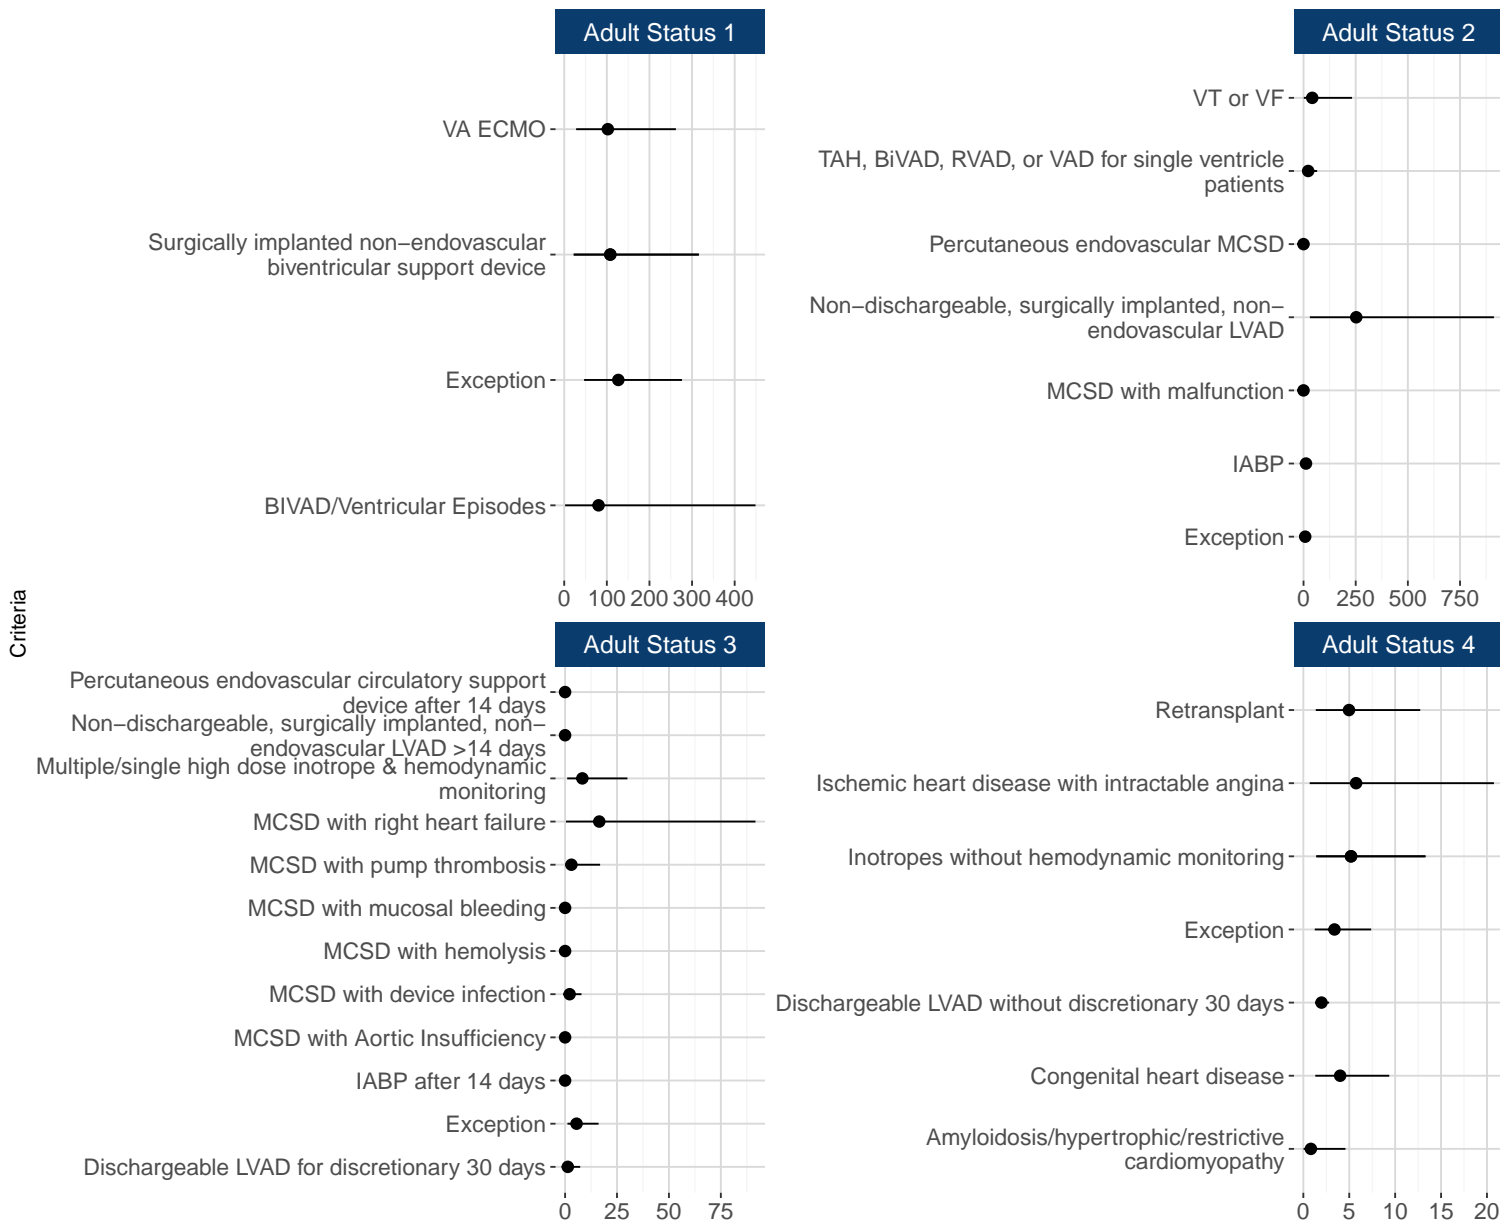 Adult Status 1
VA ECMO
Surgically implanted non−endovascular
biventricular support device
Exception
BIVAD/Ventricular Episodes
0 100 200 300 400
Adult Status 2
VT or VF
TAH, BiVAD, RVAD, or VAD for single ventricle
patients
Percutaneous endovascular MCSD
Non−dischargeable, surgically implanted, non−
endovascular LVAD
MCSD with malfunction
IABP
Exception
0 250 500 750
Criteria
Adult Status 3
Percutaneous endovascular circulatory support
device after 14 days
Non−dischargeable, surgically implanted, non−
endovascular LVAD >14 days
Multiple/single high dose inotrope & hemodynamic
monitoring
MCSD with right heart failure
MCSD with pump thrombosis
MCSD with mucosal bleeding
MCSD with hemolysis
MCSD with device infection
MCSD with Aortic Insufficiency
IABP after 14 days
Exception
Dischargeable LVAD for discretionary 30 days
0 25 50 75
Adult Status 4
Retransplant
Ischemic heart disease with intractable angina
Inotropes without hemodynamic monitoring
Exception
Dischargeable LVAD without discretionary 30 days
Congenital heart disease
Amyloidosis/hypertrophic/restrictive
cardiomyopathy
0 5 10 15 20